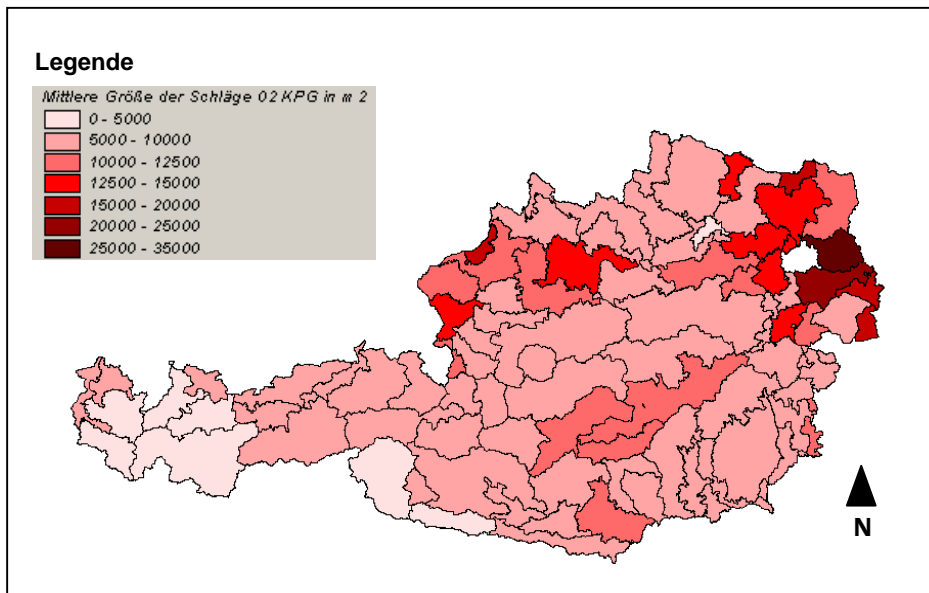 Legende
Mittlere Größe der Schläge 02 KPG in m 2
0 - 5000
5000 - 10000
10000 - 12500
12500 - 15000
15000 - 20000
20000 - 25000
25000 - 35000
N